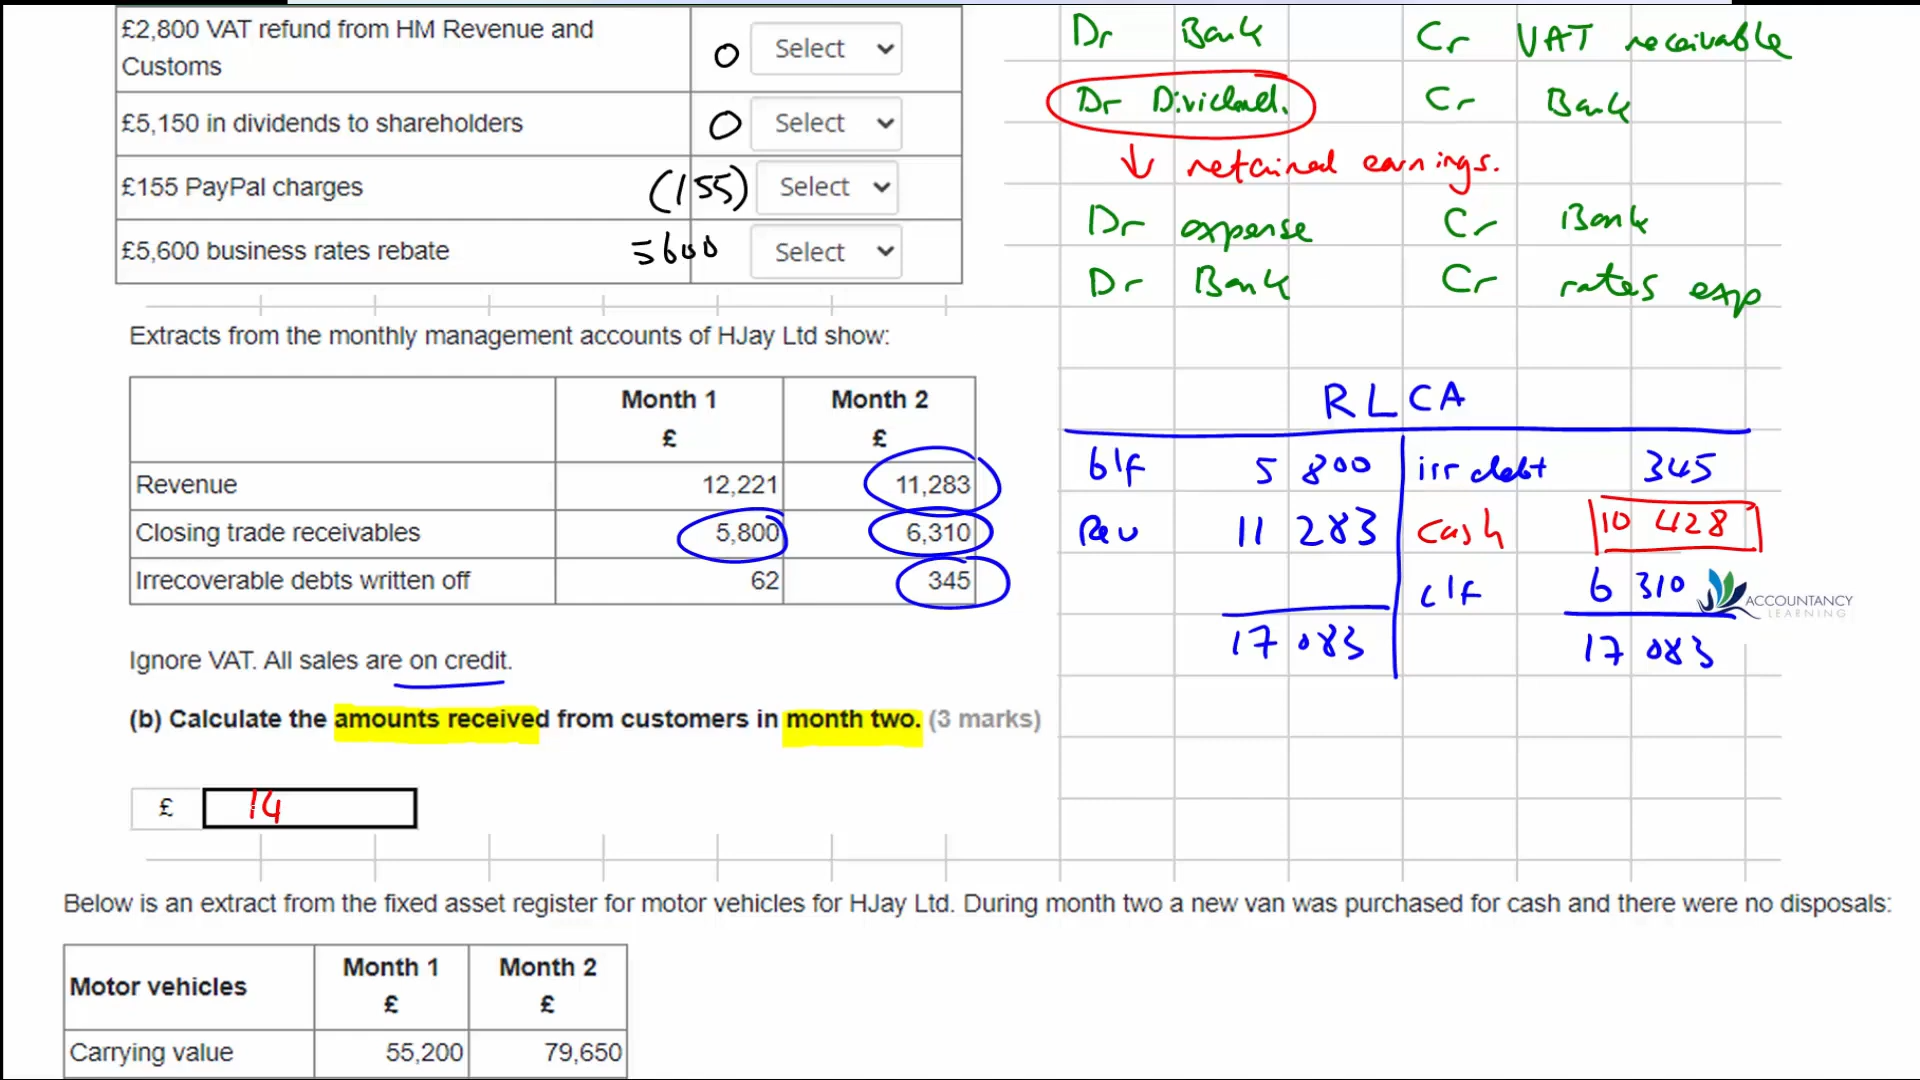 £2,800 VAT refund from HM Revenue and
Customs
0
Select
Dr Bank Cr VAT receivable
£5,150 in dividends to shareholders
0
Select
Dr Dividend. Cr Bank
↓ retained earnings.
£155 PayPal charges
(155)
Select
Dr expense Cr Bank
£5,600 business rates rebate
5600
Select
Dr Bank Cr rates exp
Extracts from the monthly management accounts of HJay Ltd show:
Month 1 Month 2
£ £
Revenue 12,221 11,283
Closing trade receivables 5,800 6,310
Irrecoverable debts written off 62 345
RLCA
b/f 5 800 irr debt 345
Rev 11 283 cash 10 428
c/f 6 310
17 083 17 083
ACCOUNTANCY
LEARNING
Ignore VAT. All sales are on credit.
(b) Calculate the amounts received from customers in month two. (3 marks)
£ 14
Below is an extract from the fixed asset register for motor vehicles for HJay Ltd. During month two a new van was purchased for cash and there were no disposals:
Motor vehicles Month 1 Month 2
£ £
Carrying value 55,200 79,650